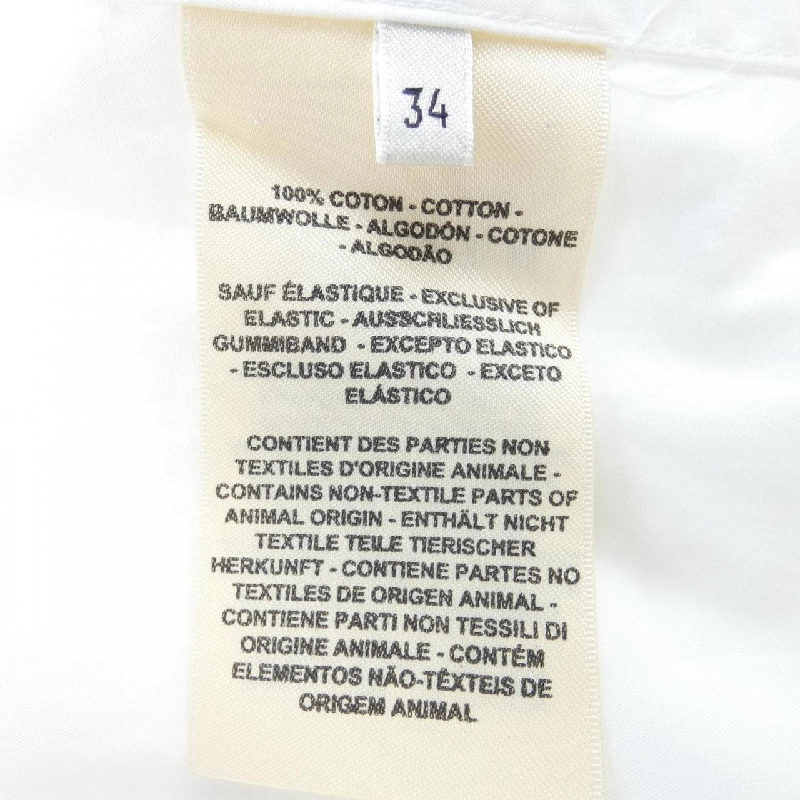 34
100% COTON - COTTON -
BAUMWOLLE - ALGODÓN - COTONE
- ALGODÃO
SAUF ÉLASTIQUE - EXCLUSIVE OF
ELASTIC - AUSSCHLIESSLICH
GUMMIBAND - EXCEPTO ELASTICO
- ESCLUSO ELASTICO - EXCETO
ELÁSTICO
CONTIENT DES PARTIES NON
TEXTILES D'ORIGINE ANIMALE -
CONTAINS NON-TEXTILE PARTS OF
ANIMAL ORIGIN - ENTHÄLT NICHT
TEXTILE TEILE TIERISCHER
HERKUNFT - CONTIENE PARTES NO
TEXTILES DE ORIGEN ANIMAL -
CONTIENE PARTI NON TESSILI DI
ORIGINE ANIMALE - CONTÉM
ELEMENTOS NÃO-TÊXTEIS DE
ORIGEM ANIMAL